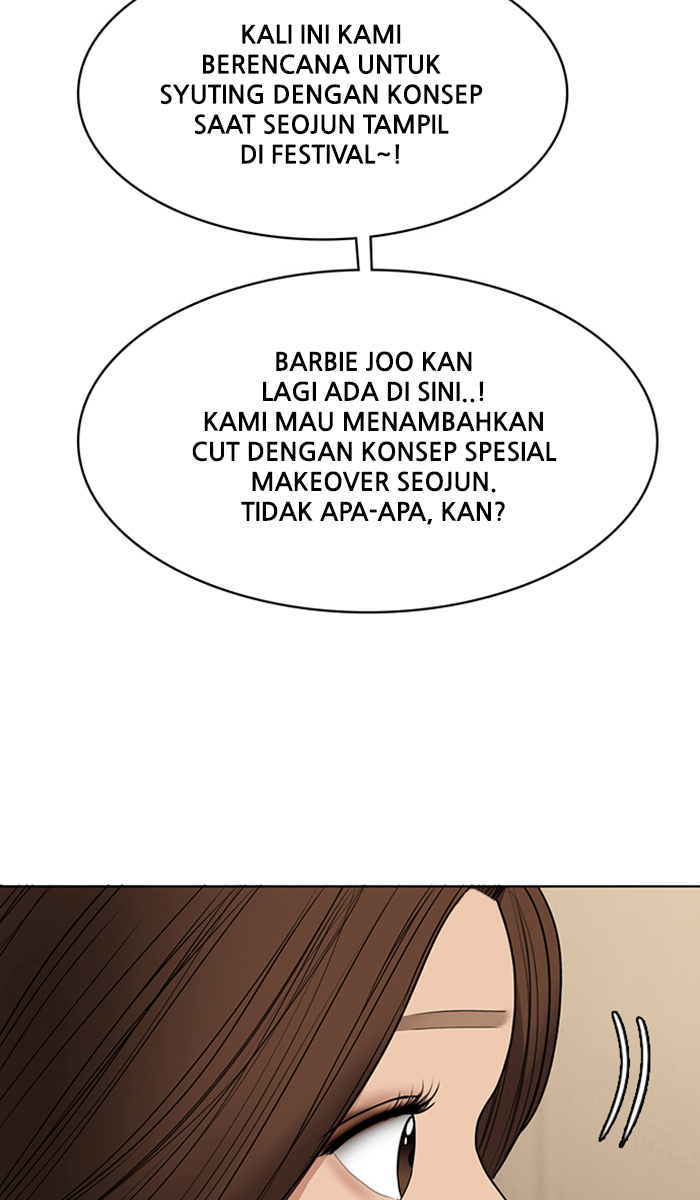 KALI INI KAMI
BERENCANA UNTUK
SYUTING DENGAN KONSEP
SAAT SEOJUN TAMPIL
DI FESTIVAL~!
BARBIE JOO KAN
LAGI ADA DI SINI..!
KAMI MAU MENAMBAHKAN
CUT DENGAN KONSEP SPESIAL
MAKEOVER SEOJUN.
TIDAK APA-APA, KAN?